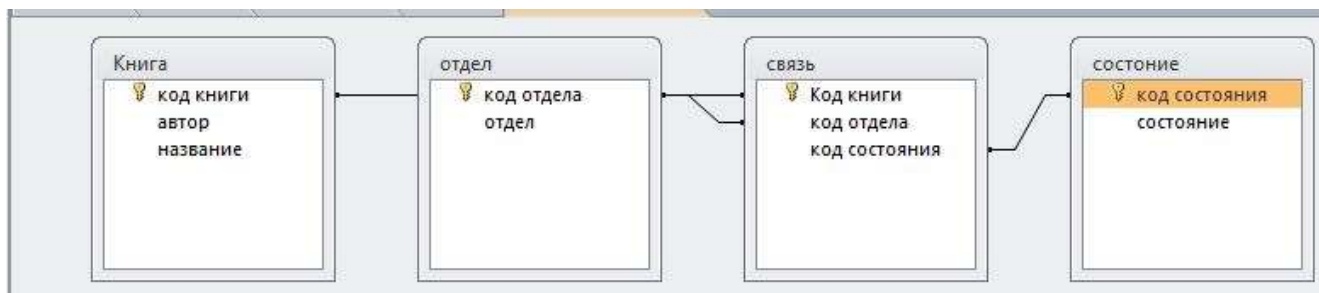 Книга
код книги
автор
название
отдел
код отдела
отдел
связь
Код книги
код отдела
код состояния
состоние
код состояния
состояние